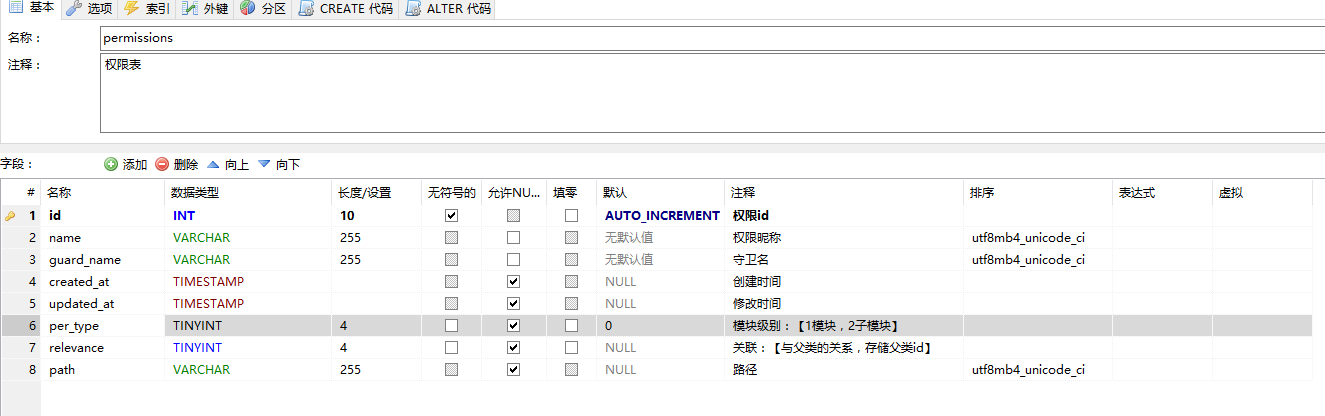 基本 选项 索引 外键 分区 CREATE 代码 ALTER 代码
名称： permissions
注释： 权限表
字段： 添加 删除 向上 向下
# 名称 数据类型 长度/设置 无符号的 允许NU... 填零 默认 注释 排序 表达式 虚拟
1 id INT 10 AUTO_INCREMENT 权限id
2 name VARCHAR 255 无默认值 权限昵称 utf8mb4_unicode_ci
3 guard_name VARCHAR 255 无默认值 守卫名 utf8mb4_unicode_ci
4 created_at TIMESTAMP NULL 创建时间
5 updated_at TIMESTAMP NULL 修改时间
6 per_type TINYINT 4 0 模块级别：【1模块，2子模块】
7 relevance TINYINT 4 NULL 关联：【与父类的关系，存储父类id】
8 path VARCHAR 255 NULL 路径 utf8mb4_unicode_ci